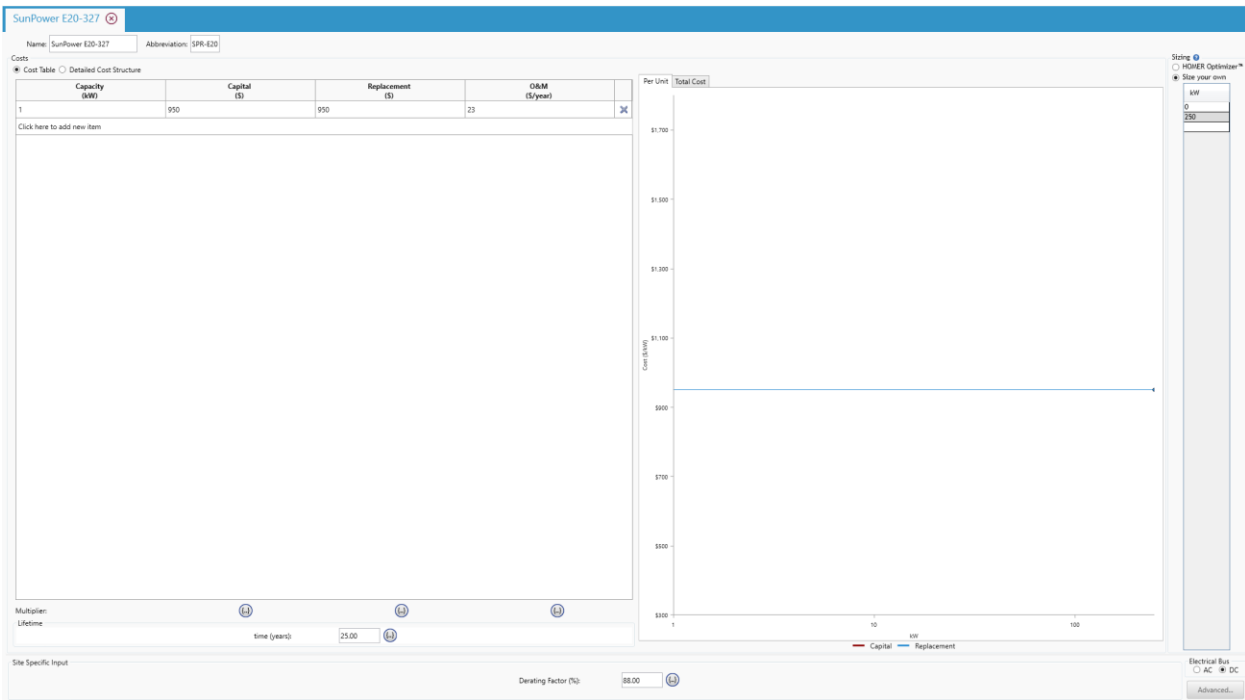 SunPower E20-327
Name: SunPower E20-327 Abbreviation: SPR-E20
Costs
Cost Table Detailed Cost Structure
Capacity (kW) Capital ($) Replacement ($) O&M ($/year)
1 950 950 23
Click here to add new item
Multiplier:
Lifetime
time (years): 25.00
Per Unit Total Cost
Cost ($/kW)
$1,700
$1,500
$1,300
$1,100
$900
$700
$500
$300
1 10 100
kW
Capital Replacement
Sizing
HOMER Optimizer™
Size your own
kW
0
250
Site Specific Input
Derating Factor (%): 88.00
Electrical Bus
AC DC
Advanced...